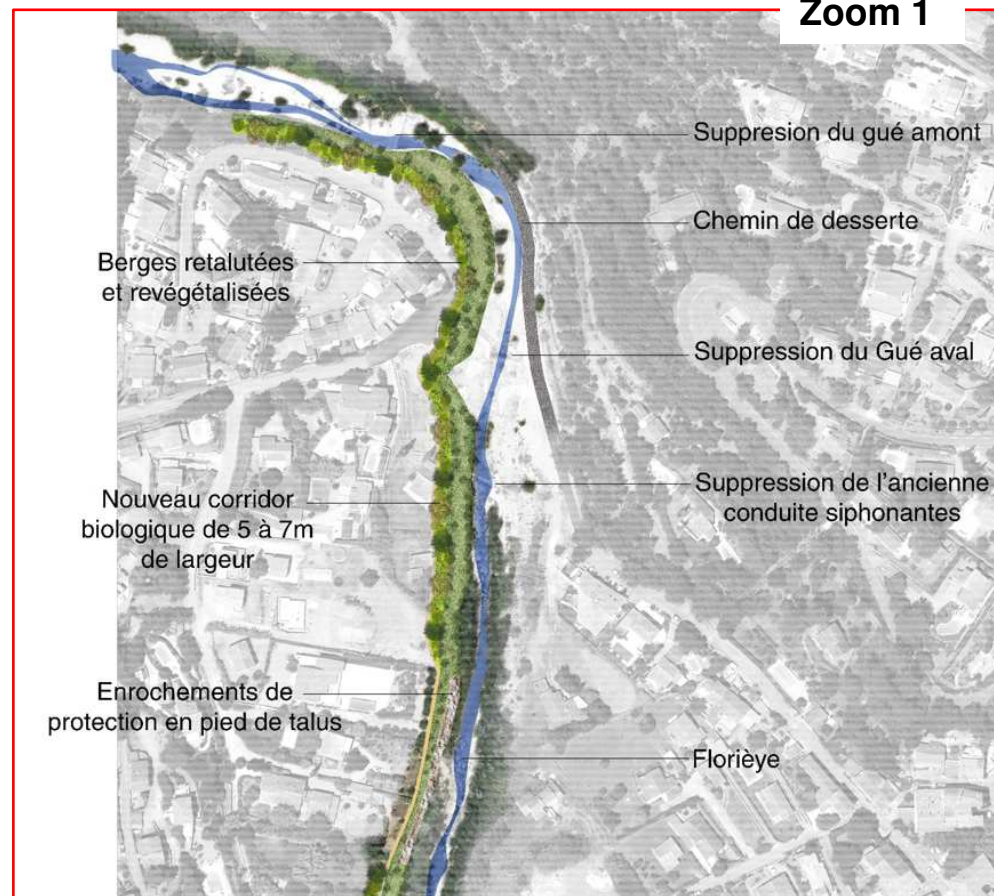 Zoom 1
Suppresion du gué amont
Chemin de desserte
Berges retalutées
et revégétalisées
Suppression du Gué aval
Suppression de l'ancienne
conduite siphonantes
Nouveau corridor
biologique de 5 à 7m
de largeur
Enrochements de
protection en pied de talus
Florièye